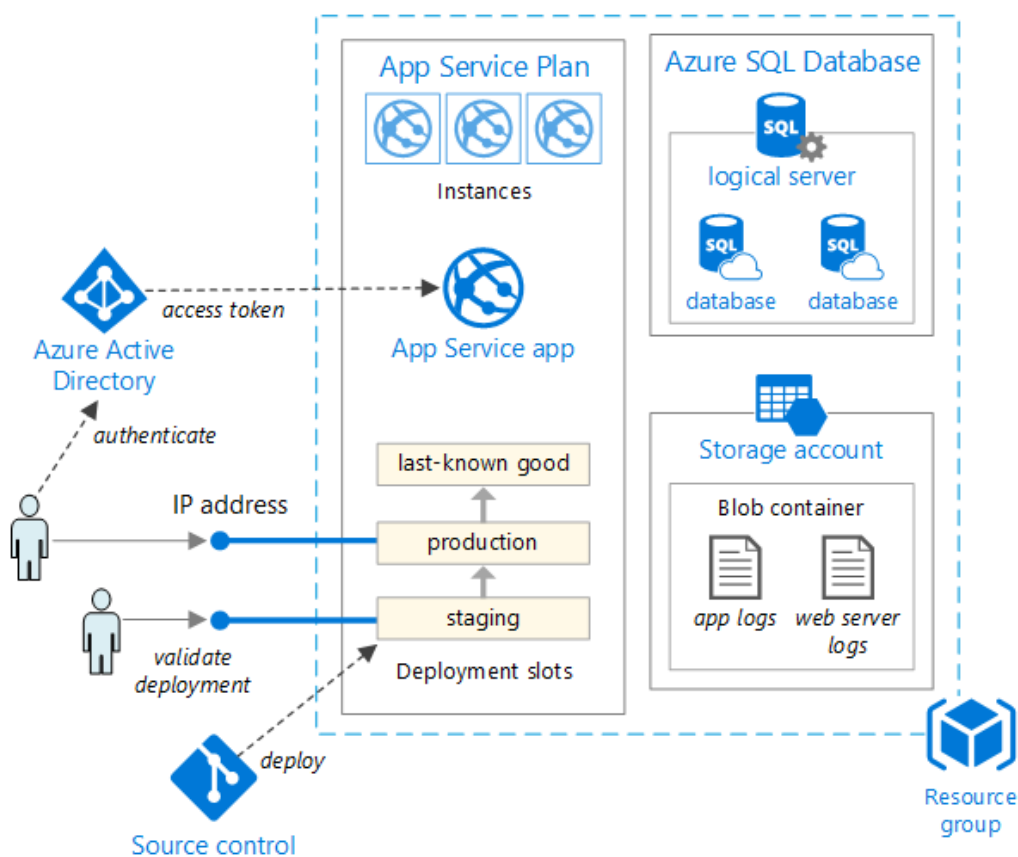 App Service Plan
Instances
Azure SQL Database
SQL
logical server
SQL
SQL
database
database
access token
Azure Active
Directory
App Service app
authenticate
IP address
last-known good
production
staging
Deployment slots
validate
deployment
deploy
Source control
Storage account
Blob container
app logs
web server
logs
Resource
group